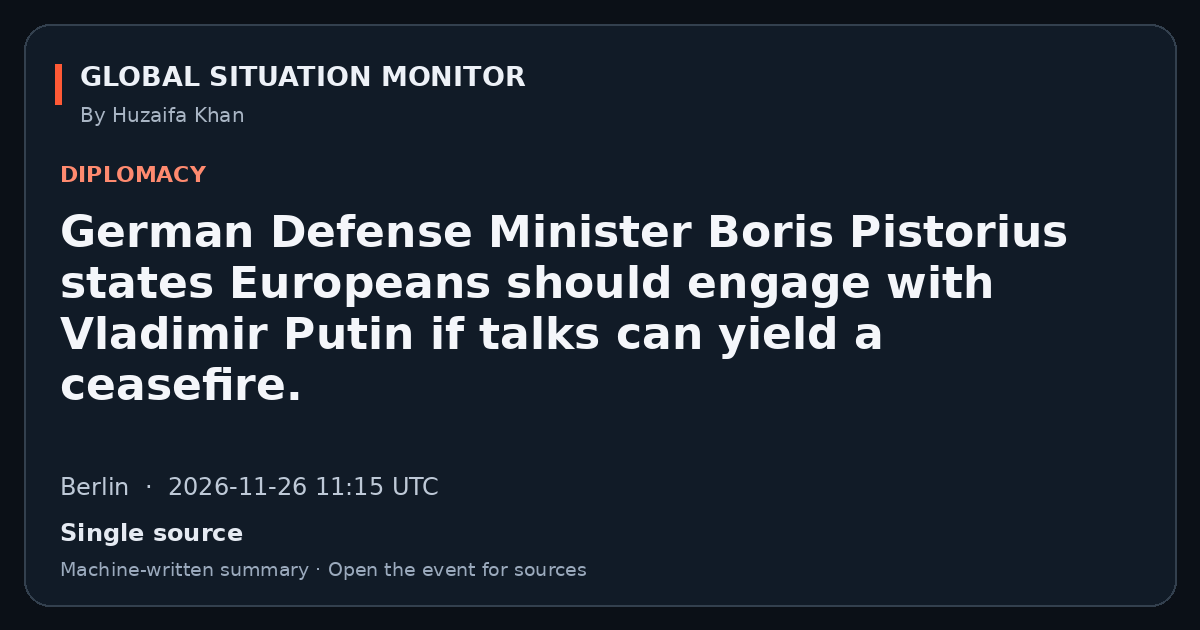 GLOBAL SITUATION MONITOR
By Huzaifa Khan
DIPLOMACY
German Defense Minister Boris Pistorius
states Europeans should engage with
Vladimir Putin if talks can yield a
ceasefire.
Berlin · 2026-11-26 11:15 UTC
Single source
Machine-written summary · Open the event for sources